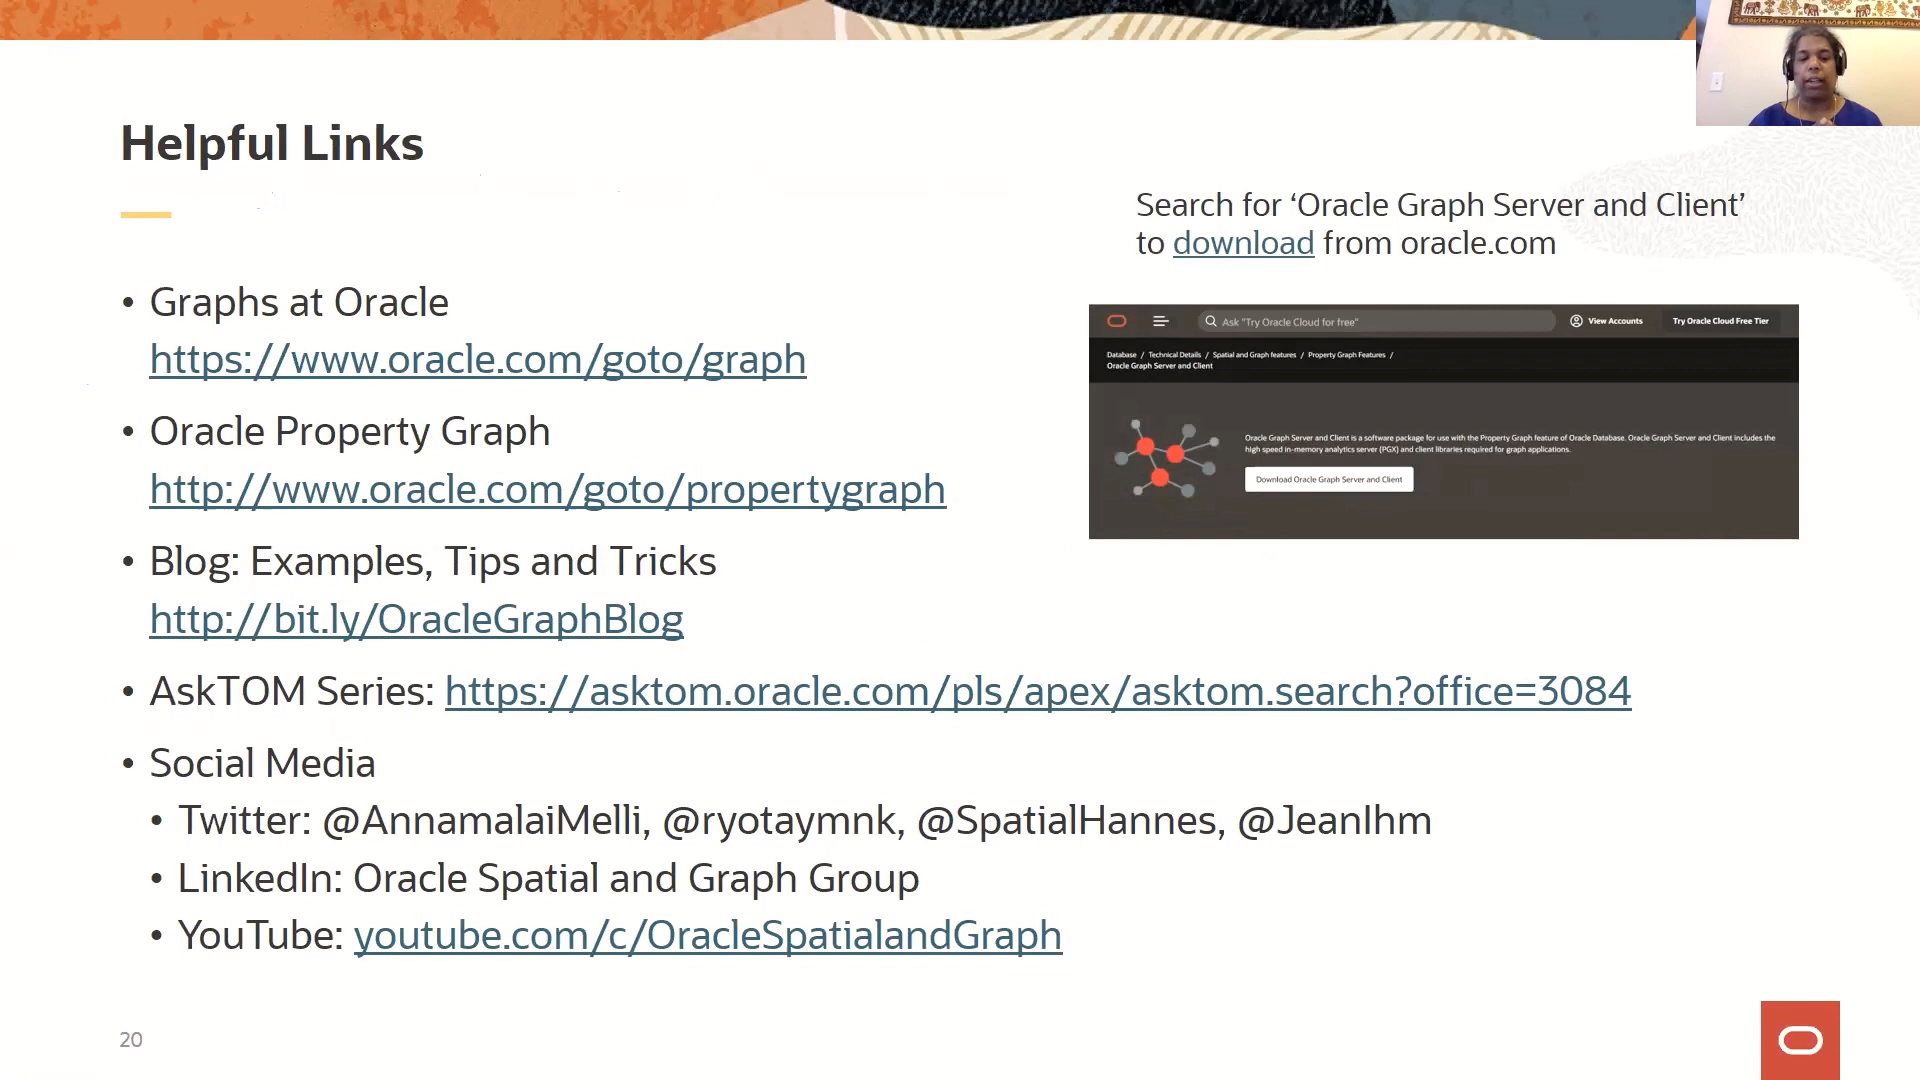 Helpful Links
Search for ‘Oracle Graph Server and Client’
to download from oracle.com
• Graphs at Oracle
https://www.oracle.com/goto/graph
• Oracle Property Graph
http://www.oracle.com/goto/propertygraph
• Blog: Examples, Tips and Tricks
http://bit.ly/OracleGraphBlog
• AskTOM Series: https://asktom.oracle.com/pls/apex/asktom.search?office=3084
• Social Media
• Twitter: @AnnamalaiMelli, @ryotaymnk, @SpatialHannes, @JeanIhm
• LinkedIn: Oracle Spatial and Graph Group
• YouTube: youtube.com/c/OracleSpatialandGraph
Ask "Try Oracle Cloud for free"
View Accounts
Try Oracle Cloud Free Tier
Database / Technical Details / Spatial and Graph features / Property Graph Features /
Oracle Graph Server and Client
Oracle Graph Server and Client is a software package for use with the Property Graph feature of Oracle Database. Oracle Graph Server and Client includes the
high speed in-memory analytics server (PGX) and client libraries required for graph applications.
Download Oracle Graph Server and Client
20